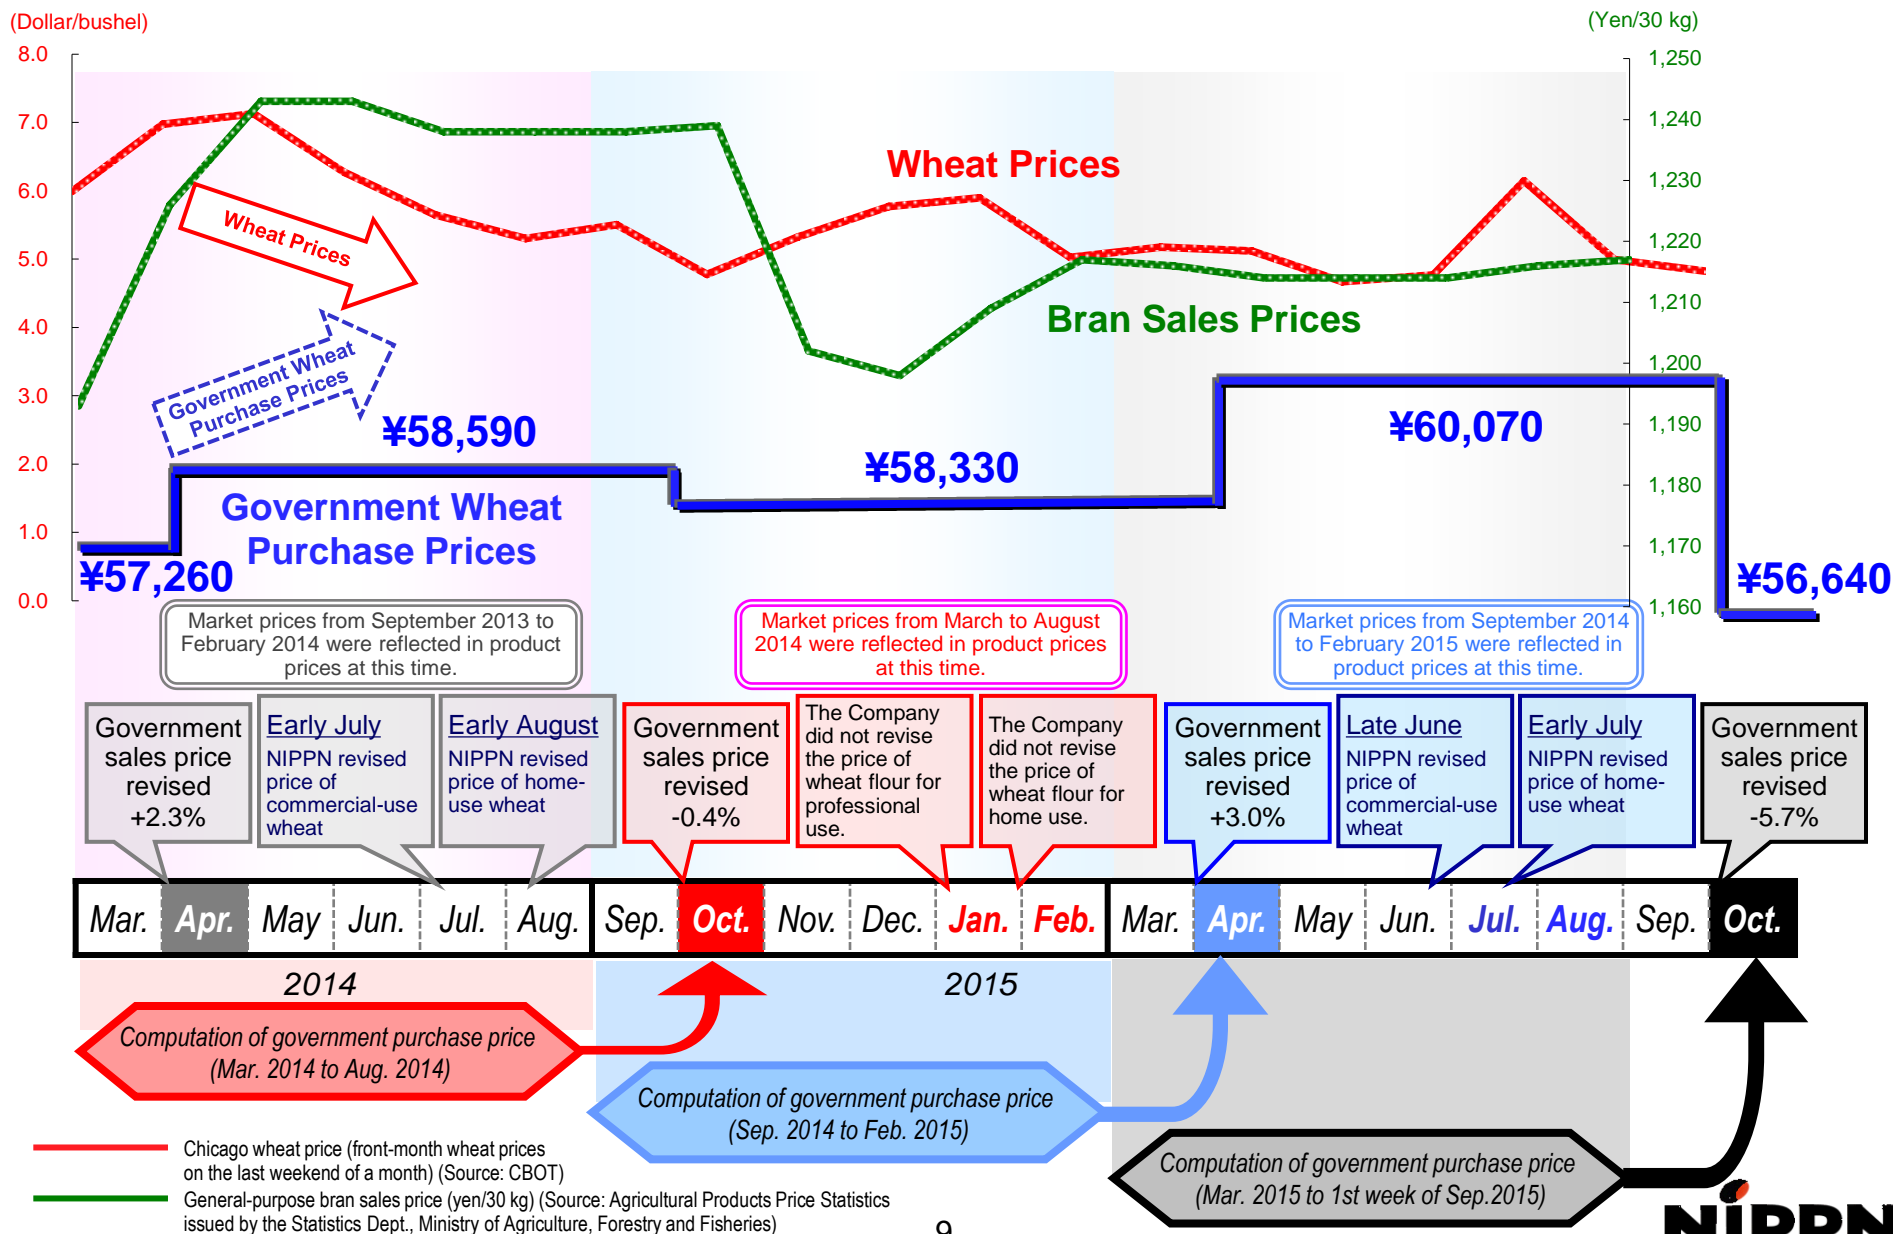 (Dollar/bushel)
(Yen/30 kg)
8.0
7.0
6.0
5.0
4.0
3.0
2.0
1.0
0.0
1,250
1,240
1,230
1,220
1,210
1,200
1,190
1,180
1,170
1,160
Wheat Prices
Wheat Prices
Bran Sales Prices
Government Wheat
Purchase Prices
¥58,590
¥58,330
¥60,070
Government Wheat
Purchase Prices
¥57,260
¥56,640
Market prices from September 2013 to
February 2014 were reflected in product
prices at this time.
Market prices from March to August
2014 were reflected in product prices
at this time.
Market prices from September 2014
to February 2015 were reflected in
product prices at this time.
Government
sales price
revised
+2.3%
Early July
NIPPN revised
price of
commercial-use
wheat
Early August
NIPPN revised
price of home-
use wheat
Government
sales price
revised
-0.4%
The Company
did not revise
the price of
wheat flour for
professional
use.
The Company
did not revise
the price of
wheat flour for
home use.
Government
sales price
revised
+3.0%
Late June
NIPPN revised
price of
commercial-use
wheat
Early July
NIPPN revised
price of home-
use wheat
Government
sales price
revised
-5.7%
Mar. Apr. May Jun. Jul. Aug. Sep. Oct. Nov. Dec. Jan. Feb. Mar. Apr. May Jun. Jul. Aug. Sep. Oct.
2014
2015
Computation of government purchase price
(Mar. 2014 to Aug. 2014)
Computation of government purchase price
(Sep. 2014 to Feb. 2015)
Computation of government purchase price
(Mar. 2015 to 1st week of Sep.2015)
Chicago wheat price (front-month wheat prices
on the last weekend of a month) (Source: CBOT)
General-purpose bran sales price (yen/30 kg) (Source: Agricultural Products Price Statistics
issued by the Statistics Dept., Ministry of Agriculture, Forestry and Fisheries)
9
NIPPN